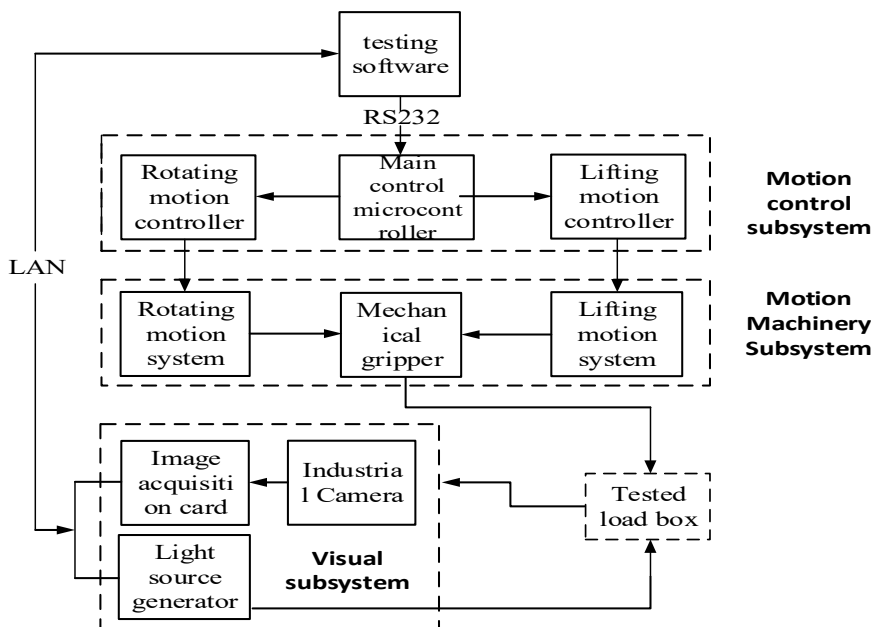 testing
software
RS232
Rotating
motion
controller
Main
control
microcont
roller
Lifting
motion
controller
Motion
control
subsystem
LAN
Rotating
motion
system
Mechan
ical
gripper
Lifting
motion
system
Motion
Machinery
Subsystem
Image
acquisiti
on card
Industria
l Camera
Tested
load box
Light
source
generator
Visual
subsystem